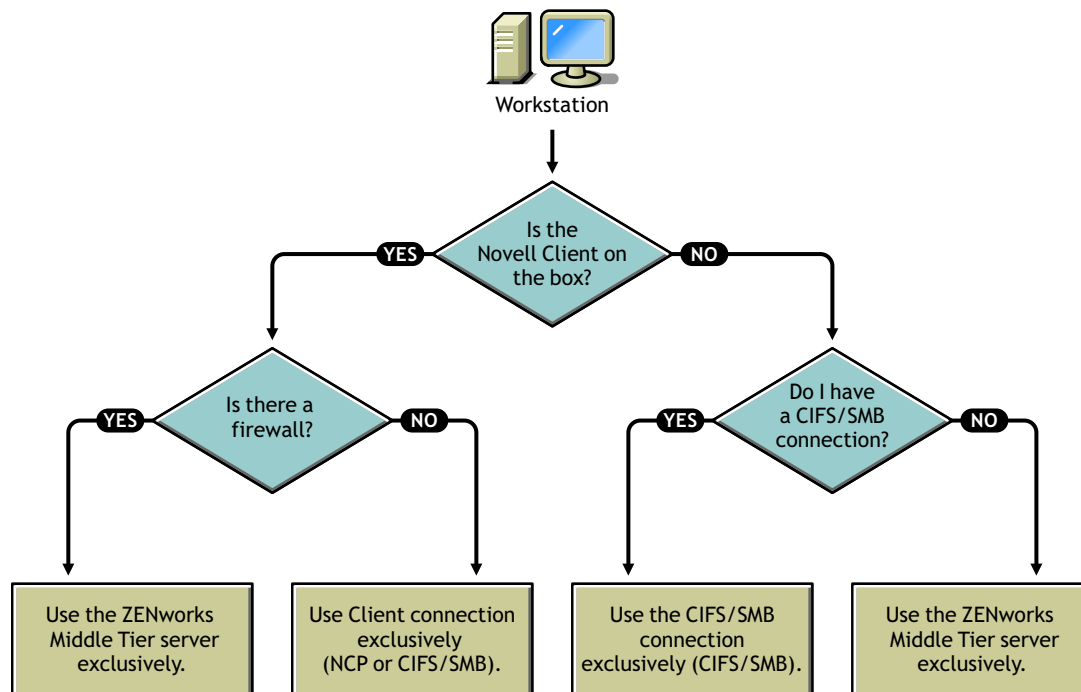 Workstation
Is the
Novell Client on
the box?
YES
NO
Is there a
firewall?
YES
NO
Do I have
a CIFS/SMB
connection?
YES
NO
Use the ZENworks
Middle Tier server
exclusively.
Use Client connection
exclusively
(NCP or CIFS/SMB).
Use the CIFS/SMB
connection
exclusively (CIFS/SMB).
Use the ZENworks
Middle Tier server
exclusively.